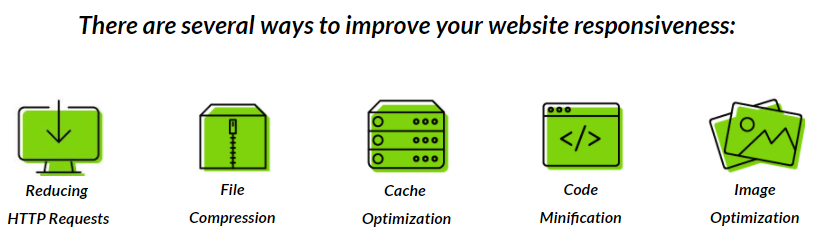 There are several ways to improve your website responsiveness:
Reducing
HTTP Requests
File
Compression
Cache
Optimization
</>
Code
Minification
Image
Optimization